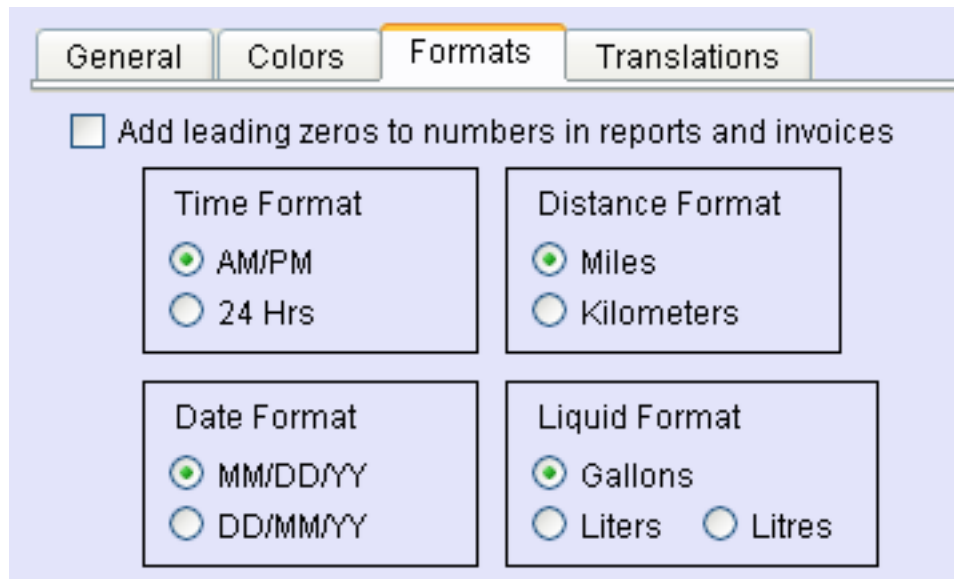 General Colors Formats Translations
Add leading zeros to numbers in reports and invoices
Time Format
AM/PM
24 Hrs
Distance Format
Miles
Kilometers
Date Format
MM/DD/YY
DD/MM/YY
Liquid Format
Gallons
Liters Litres